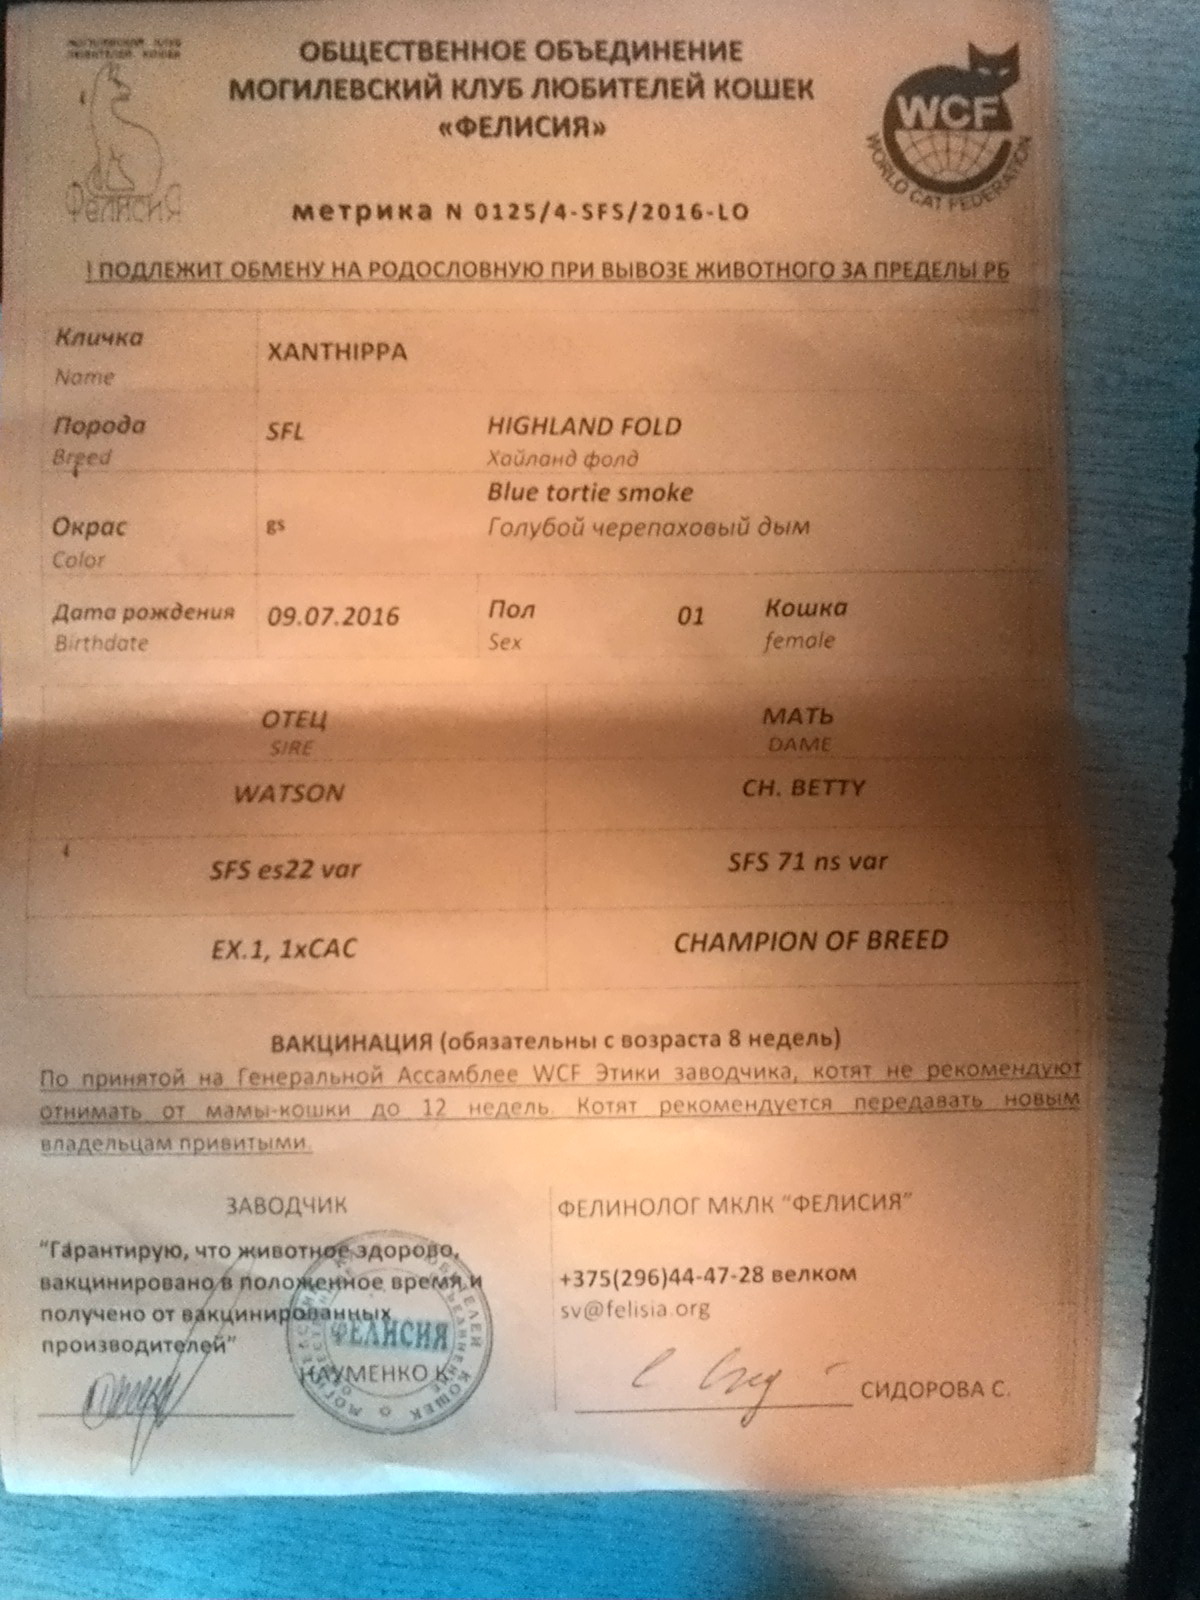 МОГИЛЕВСКИЙ КЛУБ
ЛЮБИТЕЛЕЙ КОШЕК
ФелисиЯ
ОБЩЕСТВЕННОЕ ОБЪЕДИНЕНИЕ
МОГИЛЕВСКИЙ КЛУБ ЛЮБИТЕЛЕЙ КОШЕК
«ФЕЛИСИЯ»
WCF
WORLD CAT FEDERATION
метрика N 0125/4-SFS/2016-LO
! ПОДЛЕЖИТ ОБМЕНУ НА РОДОСЛОВНУЮ ПРИ ВЫВОЗЕ ЖИВОТНОГО ЗА ПРЕДЕЛЫ РБ
Кличка
Name
XANTHIPPA
Порода
Breed
SFL
HIGHLAND FOLD
Хайланд фолд
Окрас
Color
gs
Blue tortie smoke
Голубой черепаховый дым
Дата рождения
Birthdate
09.07.2016
Пол
Sex
01
Кошка
female
ОТЕЦ
SIRE
МАТЬ
DAME
WATSON
CH. BETTY
SFS es22 var
SFS 71 ns var
EX.1, 1xCAC
CHAMPION OF BREED
ВАКЦИНАЦИЯ (обязательны с возраста 8 недель)
По принятой на Генеральной Ассамблее WCF Этики заводчика, котят не рекомендуют
отнимать от мамы-кошки до 12 недель. Котят рекомендуется передавать новым
владельцам привитыми.
ЗАВОДЧИК
"Гарантирую, что животное здорово,
вакцинировано в положенное время и
получено от вакцинированных
производителей"
НАУМЕНКО К.
ФЕЛИСИЯ
ФЕЛИНОЛОГ МКЛК "ФЕЛИСИЯ"
+375(296)44-47-28 велком
sv@felisia.org
СИДОРОВА С.